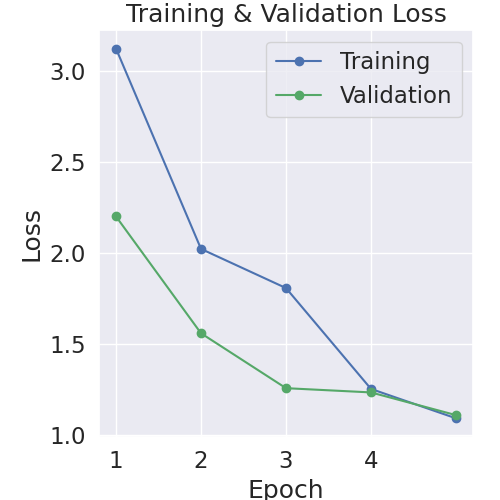 Training & Validation Loss
Training
Validation
3.0
2.5
2.0
1.5
1.0
Loss
1 2 3 4
Epoch